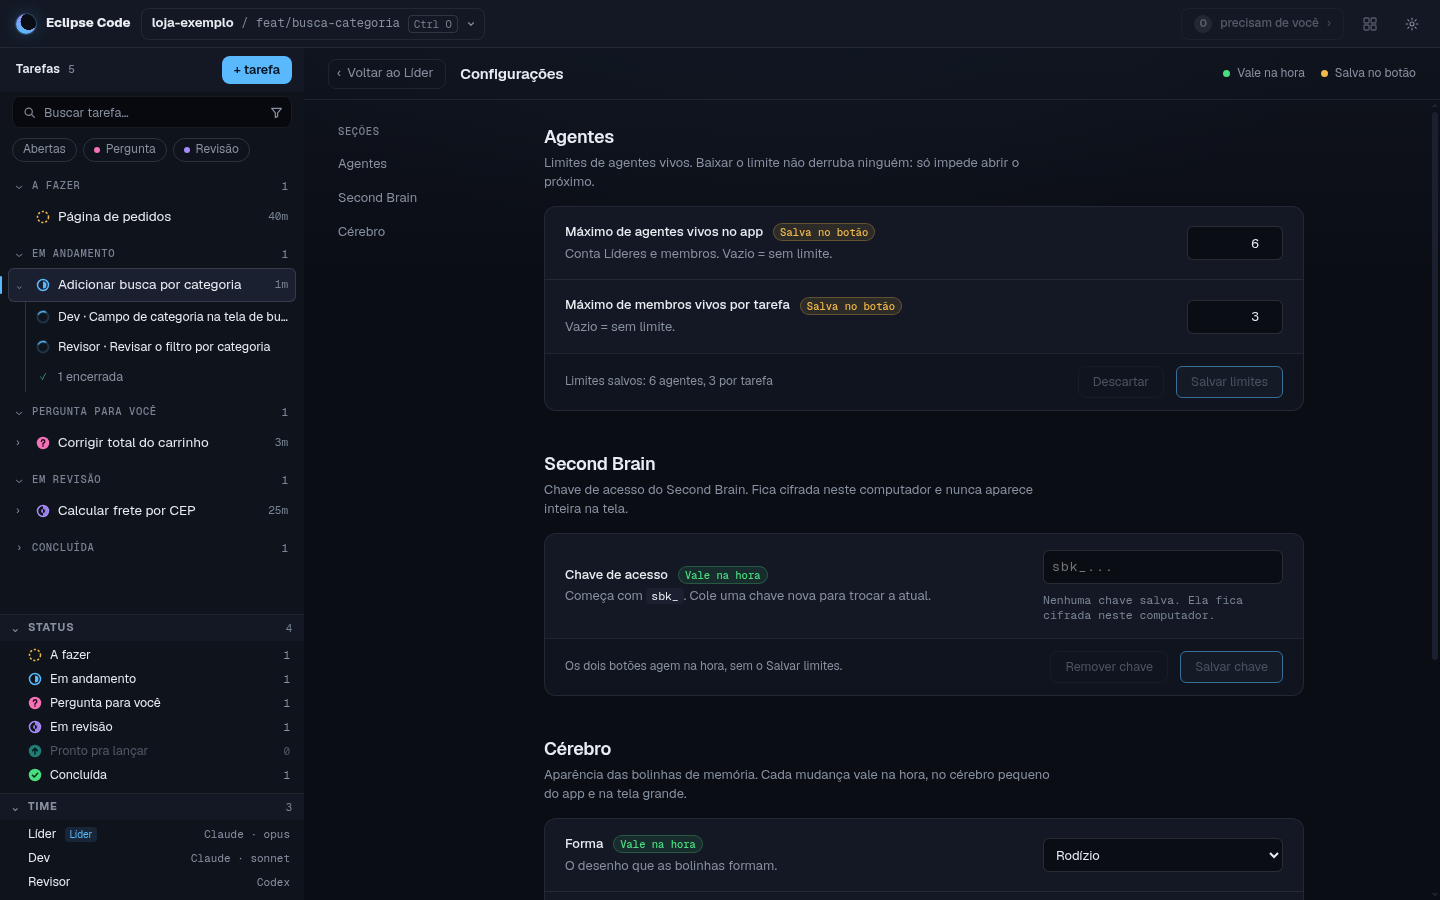 Eclipse Code
loja-exemplo / feat/busca-categoria Ctrl O
0 precisam de você
Tarefas 5
+ tarefa
Buscar tarefa…
Abertas
Pergunta
Revisão
A FAZER 1
Página de pedidos 40m
EM ANDAMENTO 1
Adicionar busca por categoria 1m
Dev · Campo de categoria na tela de bu…
Revisor · Revisar o filtro por categoria
✓ 1 encerrada
PERGUNTA PARA VOCÊ 1
Corrigir total do carrinho 3m
EM REVISÃO 1
Calcular frete por CEP 25m
CONCLUÍDA 1
STATUS 4
A fazer 1
Em andamento 1
Pergunta para você 1
Em revisão 1
Pronto pra lançar 0
Concluída 1
TIME 3
Líder Líder Claude · opus
Dev Claude · sonnet
Revisor Codex
‹ Voltar ao Líder
Configurações
Vale na hora
Salva no botão
SEÇÕES
Agentes
Second Brain
Cérebro
Agentes
Limites de agentes vivos. Baixar o limite não derruba ninguém: só impede abrir o
próximo.
Máximo de agentes vivos no app Salva no botão
Conta Líderes e membros. Vazio = sem limite.
6
Máximo de membros vivos por tarefa Salva no botão
Vazio = sem limite.
3
Limites salvos: 6 agentes, 3 por tarefa
Descartar
Salvar limites
Second Brain
Chave de acesso do Second Brain. Fica cifrada neste computador e nunca aparece
inteira na tela.
Chave de acesso Vale na hora
Começa com sbk_. Cole uma chave nova para trocar a atual.
sbk_...
Nenhuma chave salva. Ela fica
cifrada neste computador.
Os dois botões agem na hora, sem o Salvar limites.
Remover chave
Salvar chave
Cérebro
Aparência das bolinhas de memória. Cada mudança vale na hora, no cérebro pequeno
do app e na tela grande.
Forma Vale na hora
O desenho que as bolinhas formam.
Rodízio